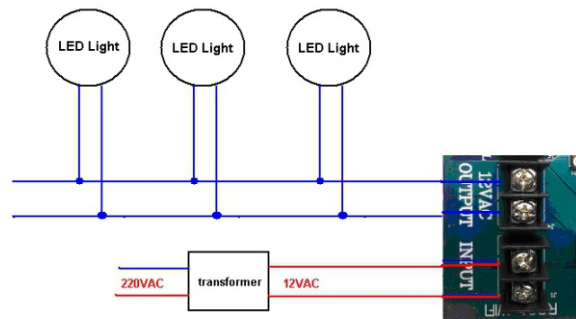 LED Light
LED Light
LED Light
12VAC
OUTPUT
INPUT
220VAC
transformer
12VAC